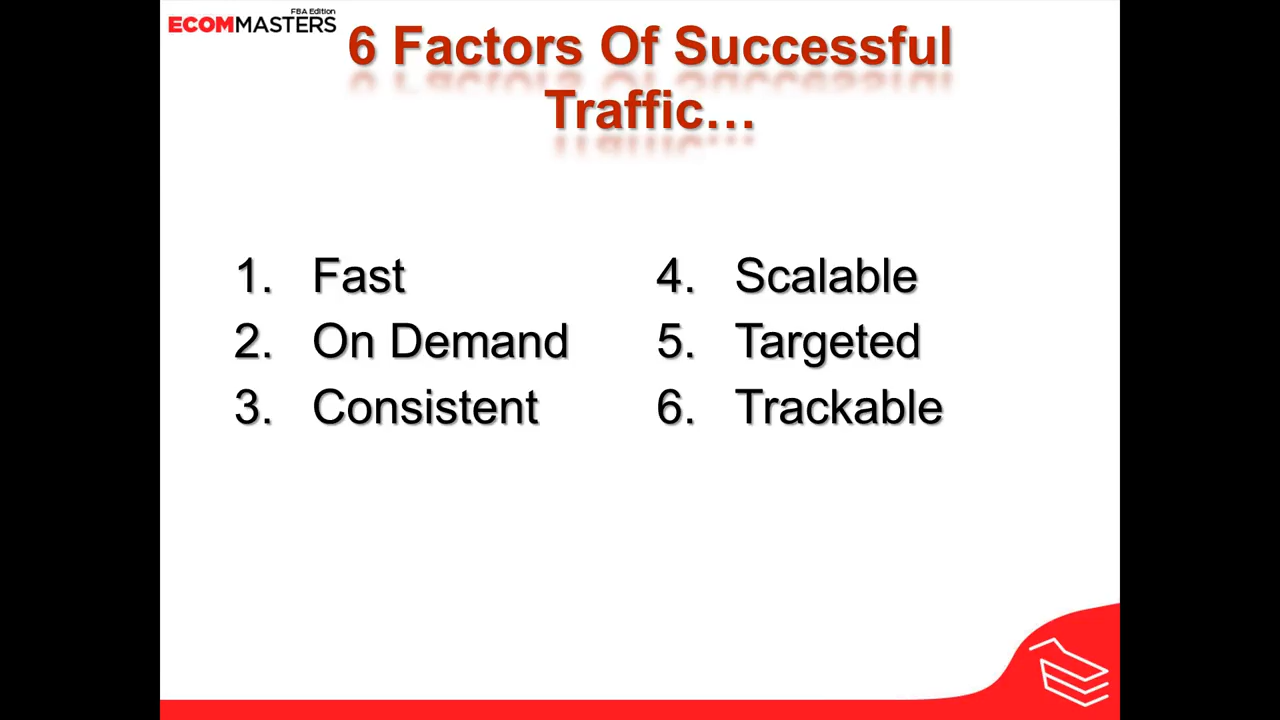 FBA Edition
ECOMMASTERS
6 Factors Of Successful
Traffic...
1. Fast
2. On Demand
3. Consistent
4. Scalable
5. Targeted
6. Trackable